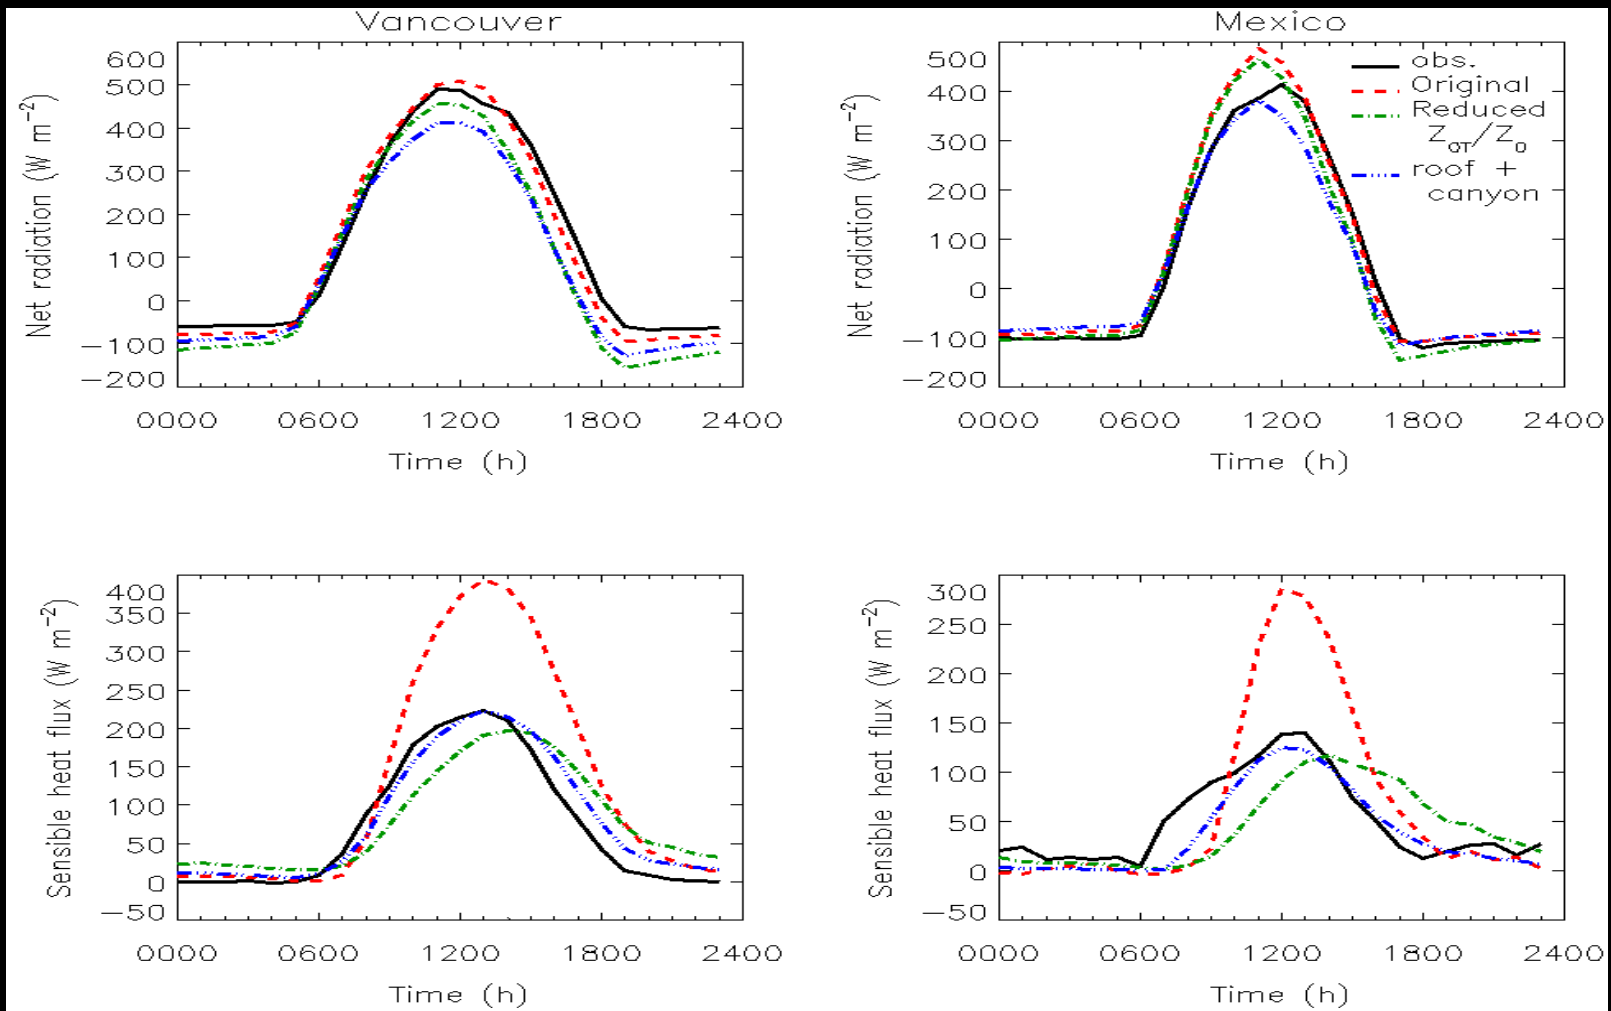 Vancouver
Net radiation (W m⁻²)
600
500
400
300
200
100
0
−100
−200
0000 0600 1200 1800 2400
Time (h)
Mexico
Net radiation (W m⁻²)
500
400
300
200
100
0
−100
−200
0000 0600 1200 1800 2400
Time (h)
obs.
Original
Reduced
Z₀T/Z₀
roof +
canyon
Sensible heat flux (W m⁻²)
400
350
300
250
200
150
100
50
0
−50
0000 0600 1200 1800 2400
Time (h)
Sensible heat flux (W m⁻²)
300
250
200
150
100
50
0
−50
0000 0600 1200 1800 2400
Time (h)